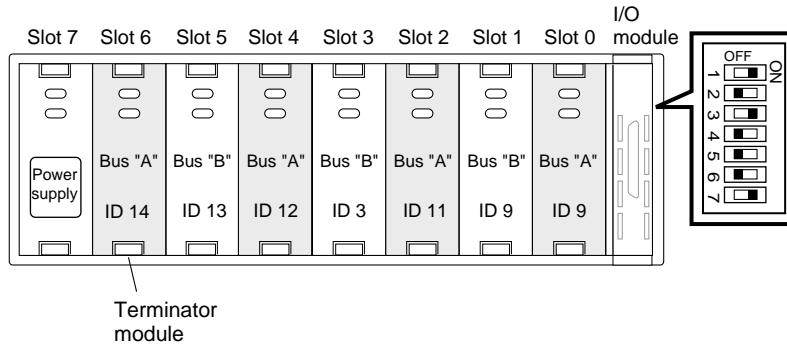 I/O
module
Slot 7 Slot 6 Slot 5 Slot 4 Slot 3 Slot 2 Slot 1 Slot 0
OFF
ON
1
2
3
4
5
6
7
Power
supply
Bus "A" Bus "B" Bus "A" Bus "B" Bus "A" Bus "B" Bus "A"
ID 14 ID 13 ID 12 ID 3 ID 11 ID 9 ID 9
Terminator
module